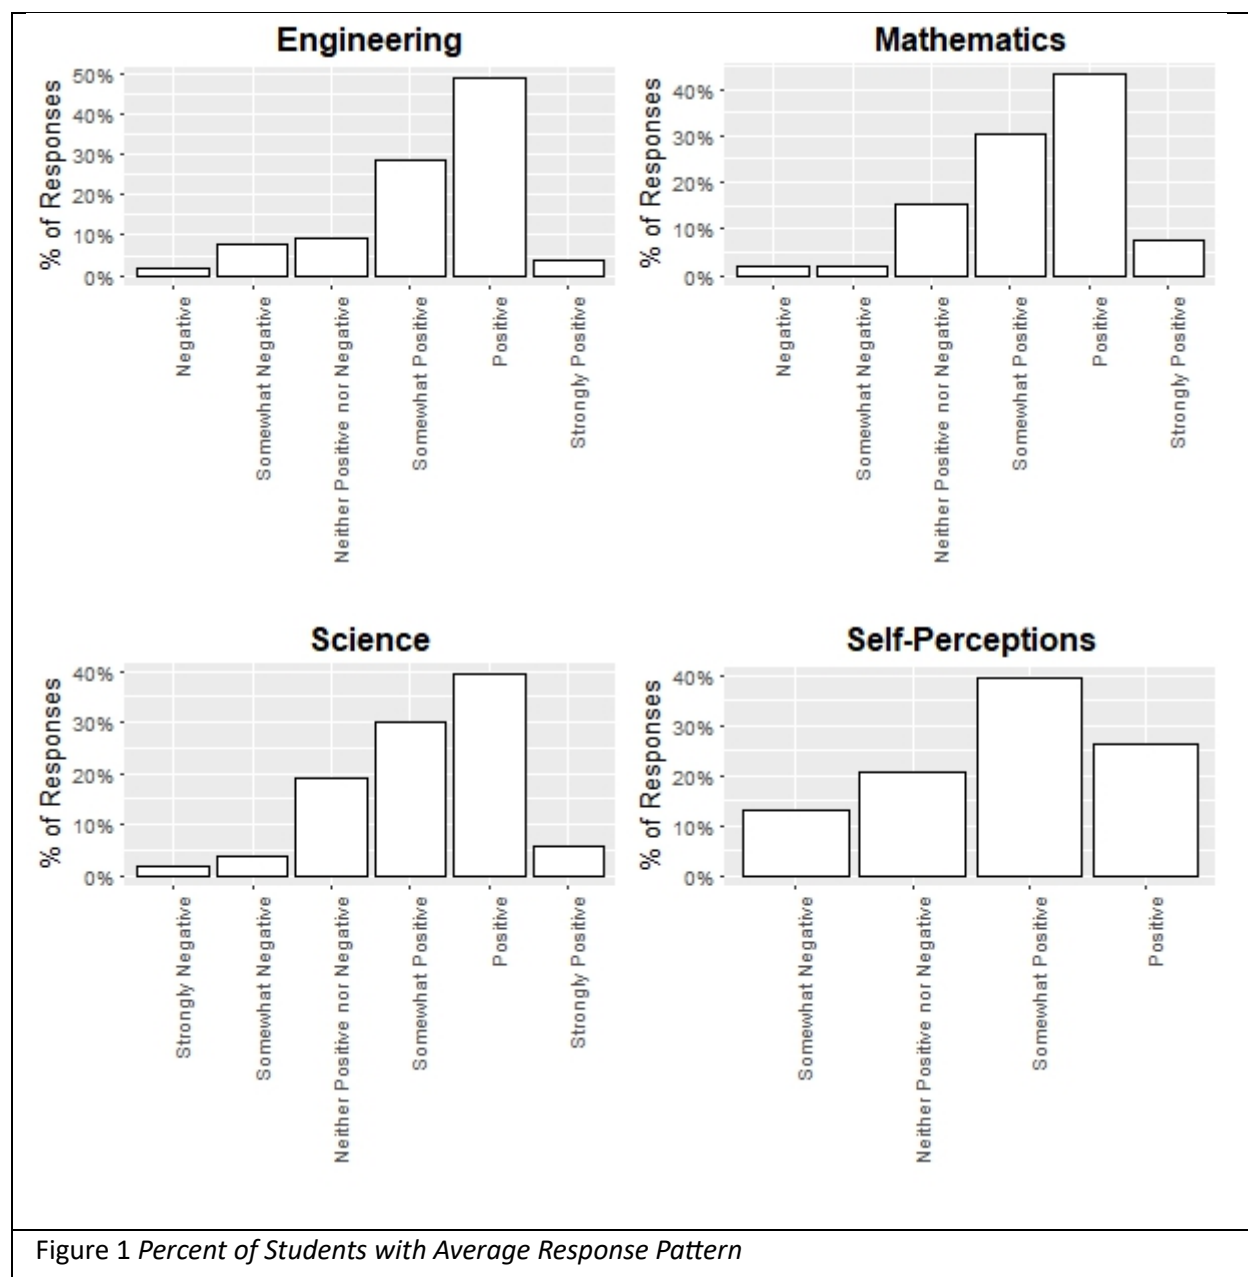 Engineering
% of Responses
50%
40%
30%
20%
10%
0%
Negative
Somewhat Negative
Neither Positive nor Negative
Somewhat Positive
Positive
Strongly Positive
Mathematics
% of Responses
40%
30%
20%
10%
0%
Negative
Somewhat Negative
Neither Positive nor Negative
Somewhat Positive
Positive
Strongly Positive
Science
% of Responses
40%
30%
20%
10%
0%
Strongly Negative
Somewhat Negative
Neither Positive nor Negative
Somewhat Positive
Positive
Strongly Positive
Self-Perceptions
% of Responses
40%
30%
20%
10%
0%
Somewhat Negative
Neither Positive nor Negative
Somewhat Positive
Positive
Figure 1 Percent of Students with Average Response Pattern